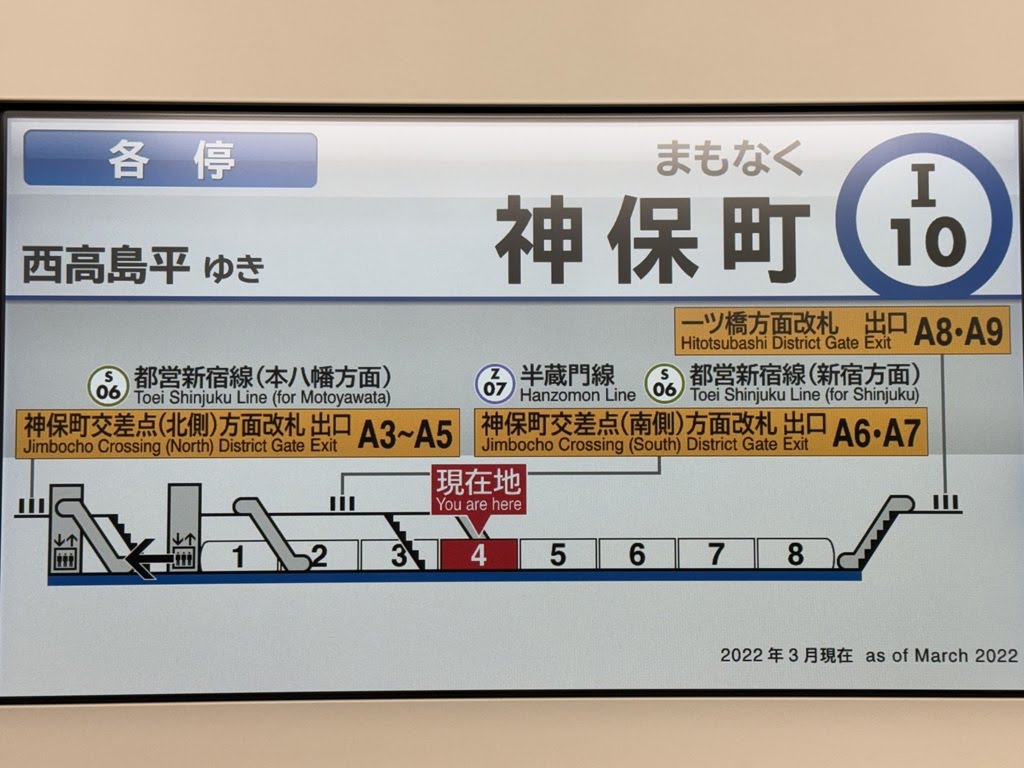 各停
まもなく
西高島平 ゆき
神保町
I
10
一ツ橋方面改札 出口 A8・A9
Hitotsubashi District Gate Exit
S
06
都営新宿線(本八幡方面)
Toei Shinjuku Line (for Motoyawata)
Z
07
半蔵門線
Hanzomon Line
S
06
都営新宿線(新宿方面)
Toei Shinjuku Line (for Shinjuku)
神保町交差点(北側)方面改札 出口 A3~A5
Jimbocho Crossing (North) District Gate Exit
神保町交差点(南側)方面改札 出口 A6・A7
Jimbocho Crossing (South) District Gate Exit
現在地
You are here
1 2 3 4 5 6 7 8
2022年3月現在 as of March 2022